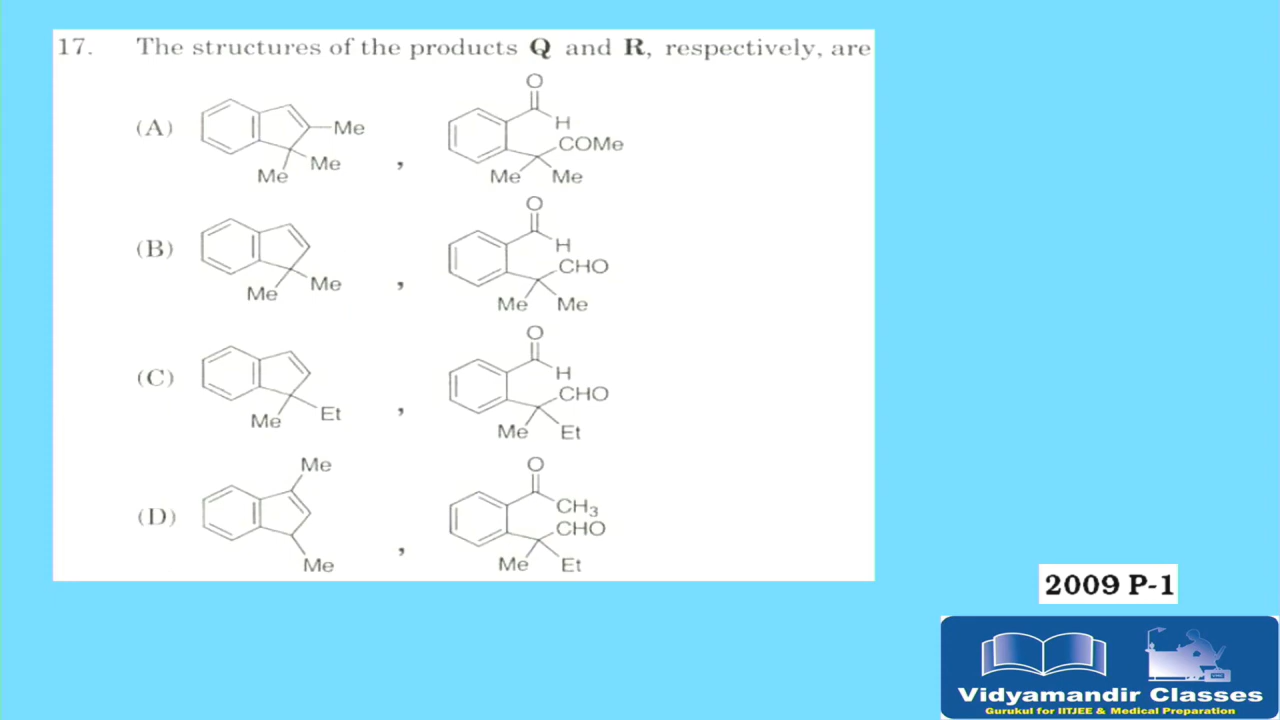 17. The structures of the products Q and R, respectively, are
O
H
(A) Me COMe
Me
Me , Me Me
O
H
(B) CHO
Me
Me , Me Me
O
H
(C) CHO
Et
Me , Me Et
Me O
CH3
(D) CHO
Me , Me Et
2009 P-1
Vidyamandir Classes
Gurukul for IITJEE & Medical Preparation